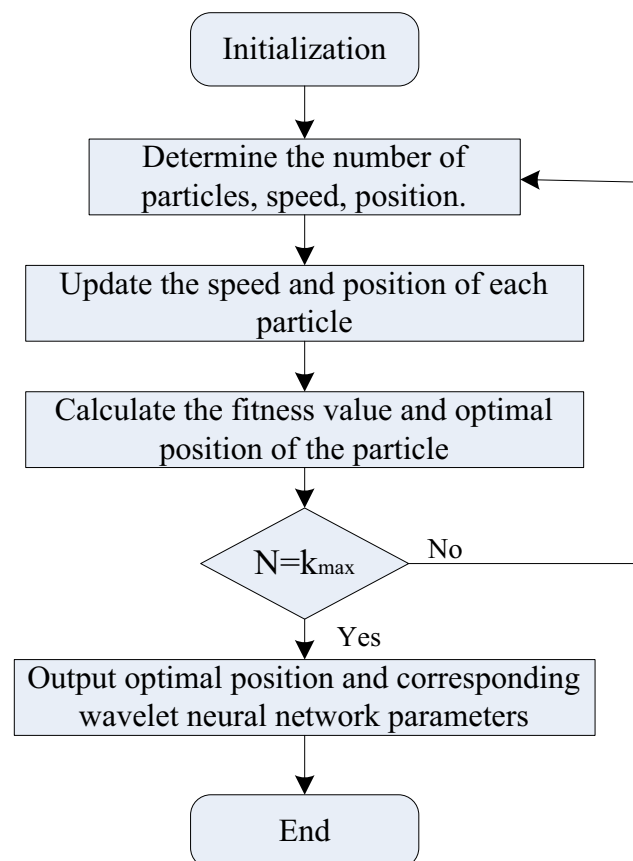 Initialization
Determine the number of
particles, speed, position.
Update the speed and position of each
particle
Calculate the fitness value and optimal
position of the particle
N=kmax
No
Yes
Output optimal position and corresponding
wavelet neural network parameters
End